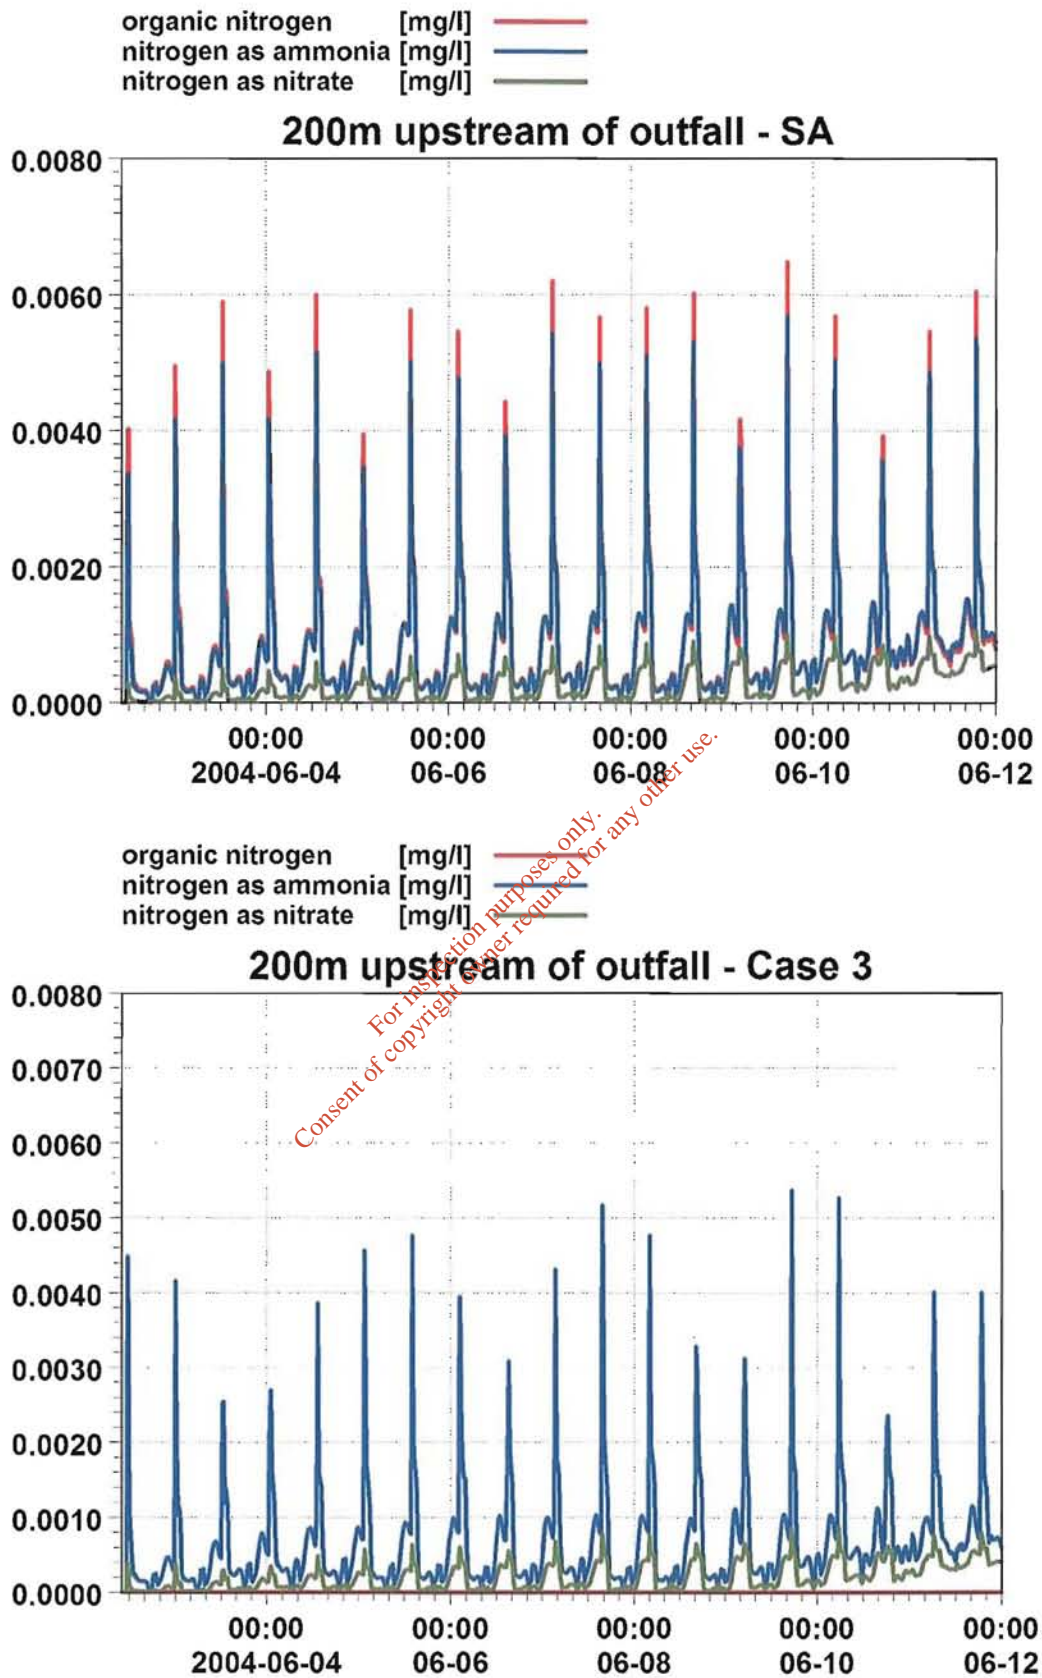 organic nitrogen [mg/l]
nitrogen as ammonia [mg/l]
nitrogen as nitrate [mg/l]
200m upstream of outfall - SA
0.0080
0.0060
0.0040
0.0020
0.0000
00:00 00:00 00:00 00:00 00:00
2004-06-04 06-06 06-08 06-10 06-12
For inspection purposes only.
Consent of copyright owner required for any other use.
organic nitrogen [mg/l]
nitrogen as ammonia [mg/l]
nitrogen as nitrate [mg/l]
200m upstream of outfall - Case 3
0.0080
0.0070
0.0060
0.0050
0.0040
0.0030
0.0020
0.0010
0.0000
00:00 00:00 00:00 00:00 00:00
2004-06-04 06-06 06-08 06-10 06-12